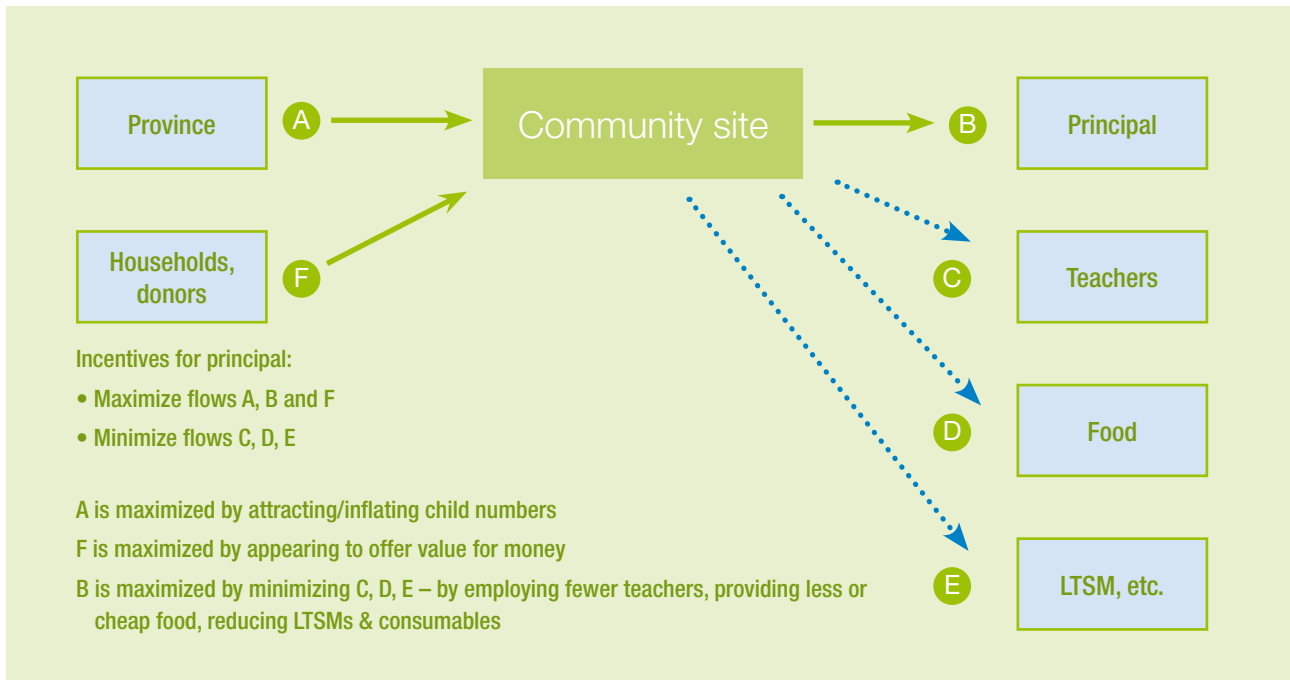 Province
A
Community site
B
Principal
Households,
donors
F
C
Teachers
Incentives for principal:
• Maximize flows A, B and F
• Minimize flows C, D, E
D
Food
A is maximized by attracting/inflating child numbers
F is maximized by appearing to offer value for money
B is maximized by minimizing C, D, E – by employing fewer teachers, providing less or
cheap food, reducing LTSMs & consumables
E
LTSM, etc.